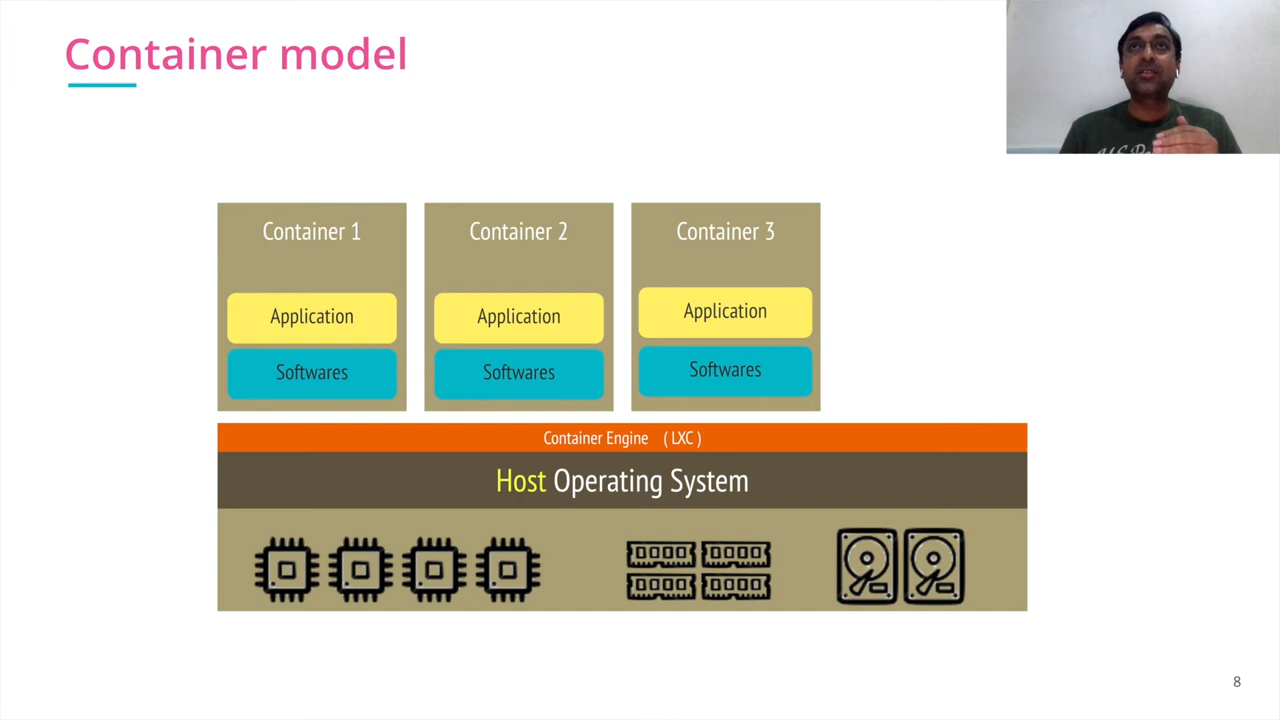 Container model
Container 1
Container 2
Container 3
Application
Application
Application
Softwares
Softwares
Softwares
Container Engine ( LXC )
Host Operating System
8